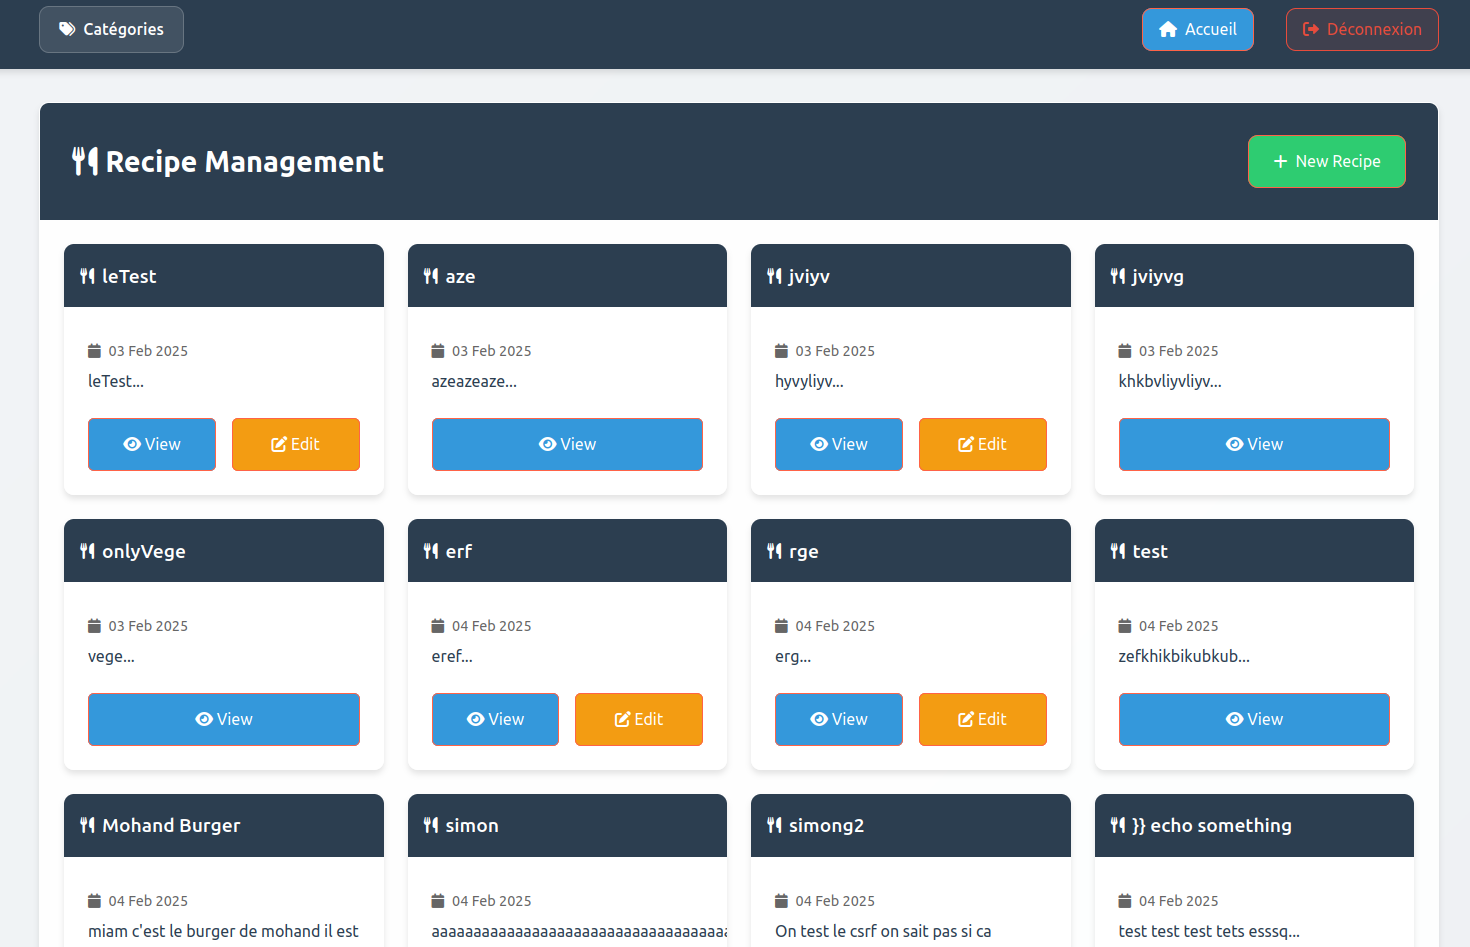 Catégories
Accueil
Déconnexion
Recipe Management
New Recipe
leTest
03 Feb 2025
leTest...
View
Edit
aze
03 Feb 2025
azeazeaze...
View
jviyv
03 Feb 2025
hyvyliyv...
View
Edit
jviyvg
03 Feb 2025
khkbvliyvliyv...
View
onlyVege
03 Feb 2025
vege...
View
erf
04 Feb 2025
eref...
View
Edit
rge
04 Feb 2025
erg...
View
Edit
test
04 Feb 2025
zefkhikbikubkub...
View
Mohand Burger
04 Feb 2025
miam c'est le burger de mohand il est
simon
04 Feb 2025
simong2
04 Feb 2025
On test le csrf on sait pas si ca
}} echo something
04 Feb 2025
test test test tets esssq...